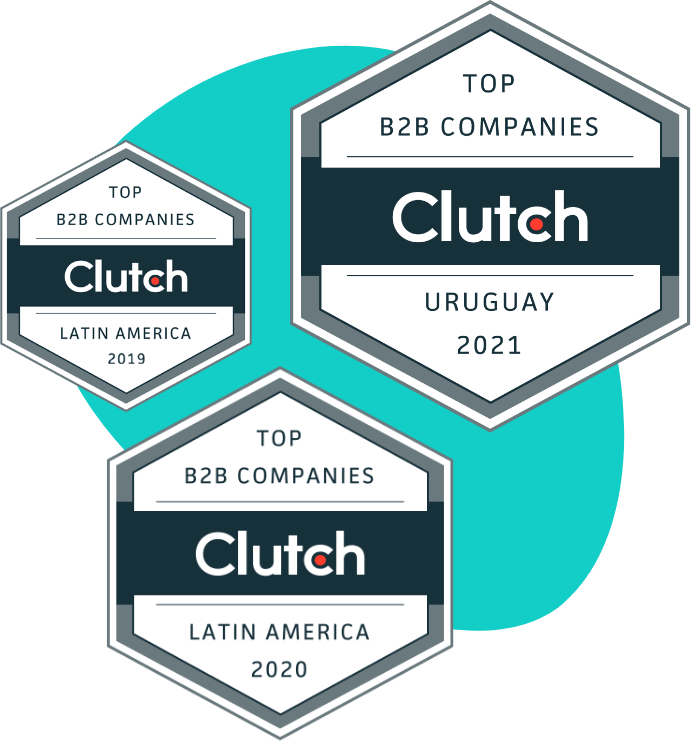 TOP
B2B COMPANIES
Clutch
URUGUAY
2021
TOP
B2B COMPANIES
Clutch
LATIN AMERICA
2019
TOP
B2B COMPANIES
Clutch
LATIN AMERICA
2020